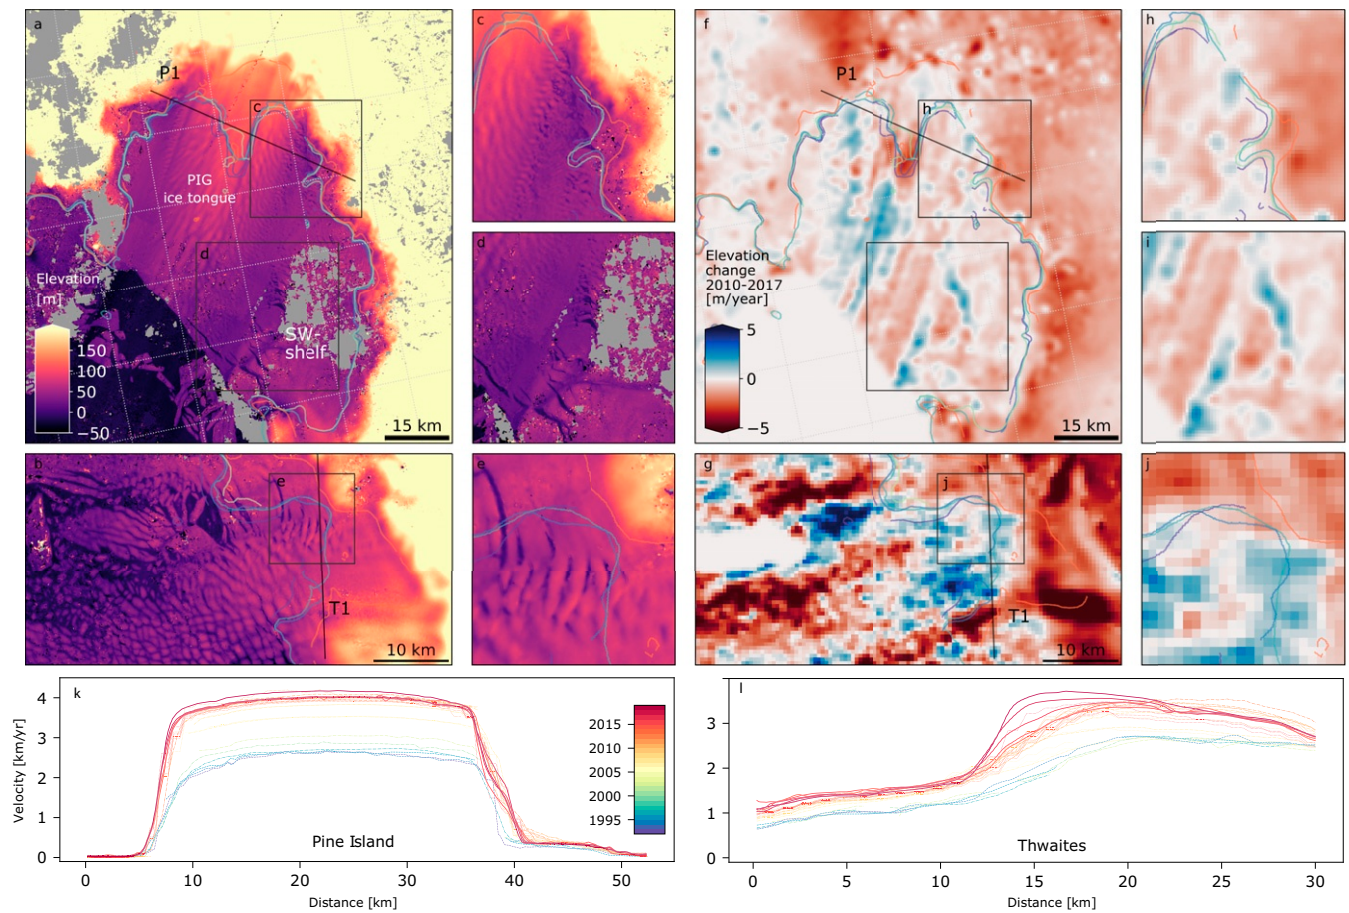 a
P1
c
PIG
ice tongue
d
Elevation
[m]
150
100
50
0
−50
SW-
shelf
15 km
c
d
f
P1
h
Elevation
change
2010-2017
[m/year]
5
0
−5
15 km
h
i
b
e
T1
10 km
e
g
j
T1
10 km
j
k
4
3
2
1
0
Velocity [km/yr]
2015
2010
2005
2000
1995
Pine Island
0
10
20
30
40
50
Distance [km]
l
3
2
1
0
Thwaites
0
5
10
15
20
25
30
Distance [km]